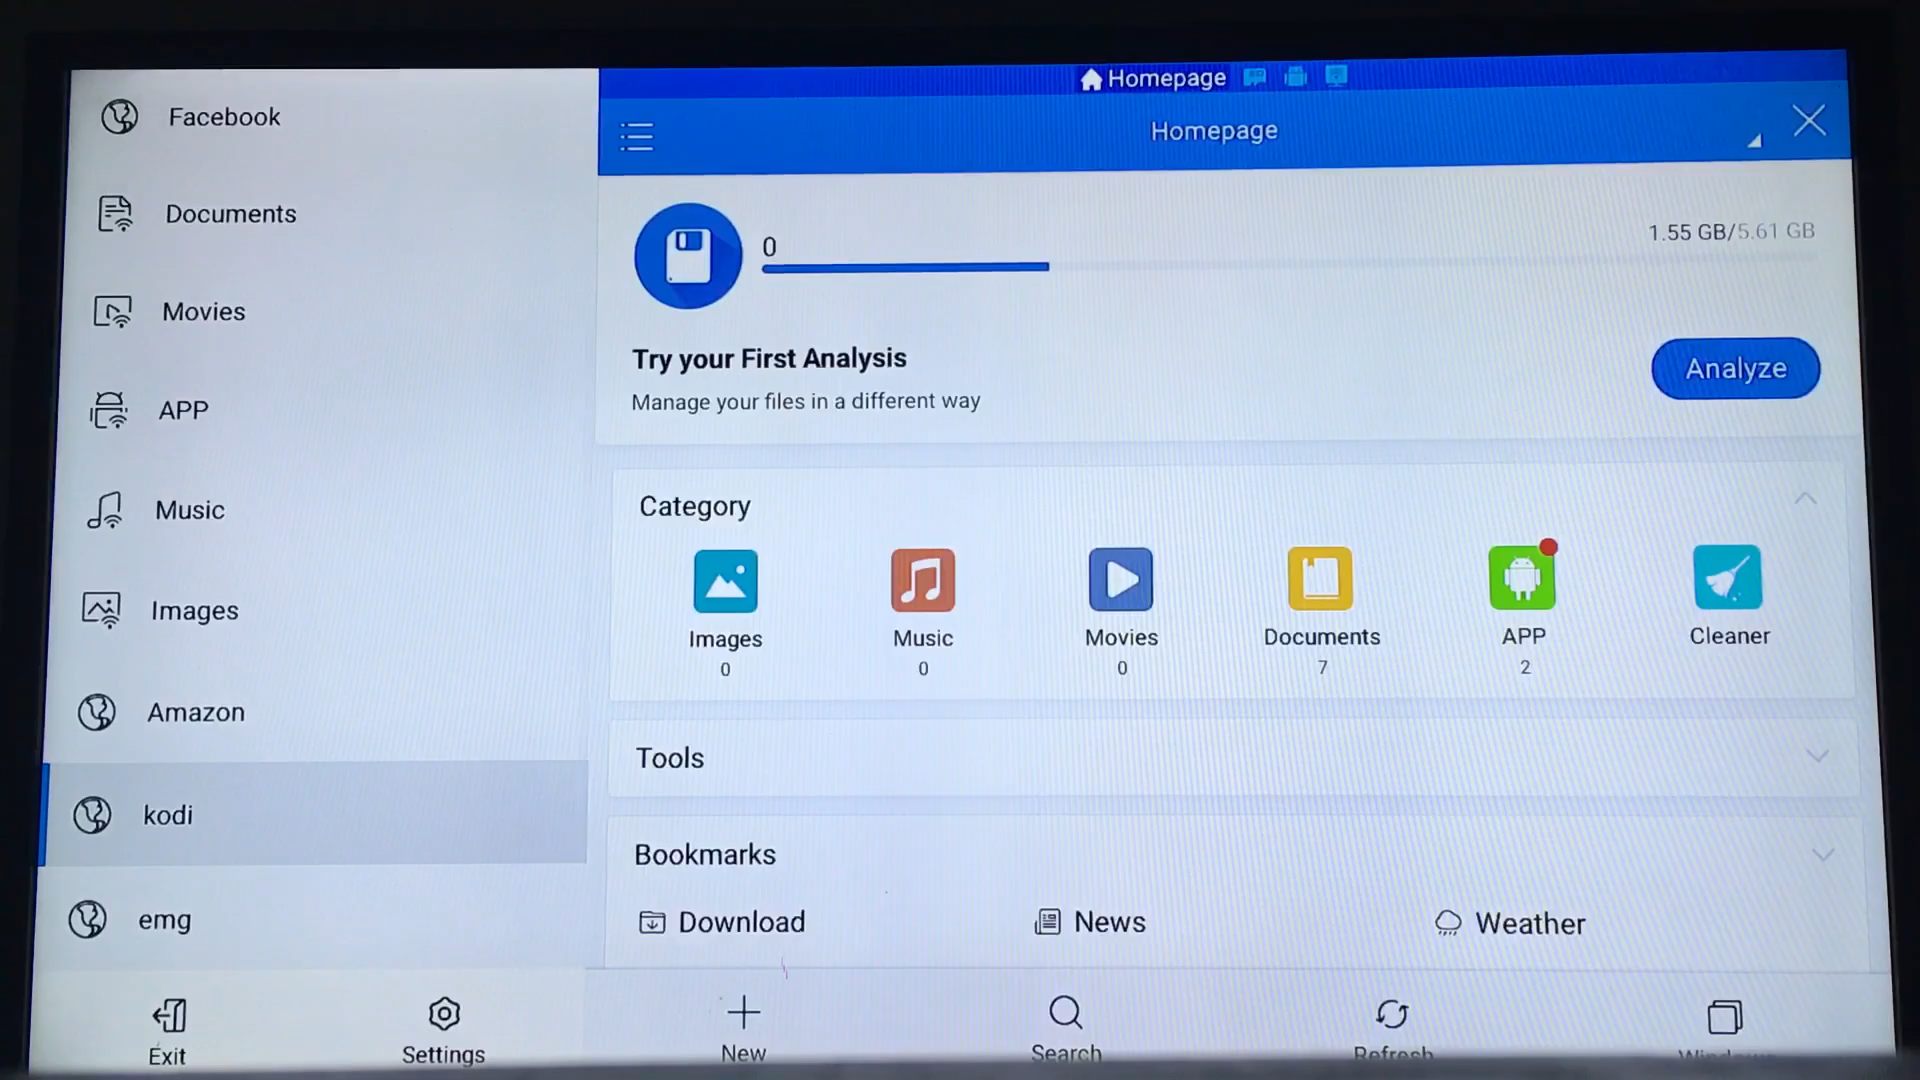 Facebook
Documents
Movies
APP
Music
Images
Amazon
kodi
emg
Exit
Settings
Homepage
Homepage
0
1.55 GB/5.61 GB
Try your First Analysis
Manage your files in a different way
Analyze
Category
Images
0
Music
0
Movies
0
Documents
7
APP
2
Cleaner
Tools
Bookmarks
Download
News
Weather
New
Search
Refresh